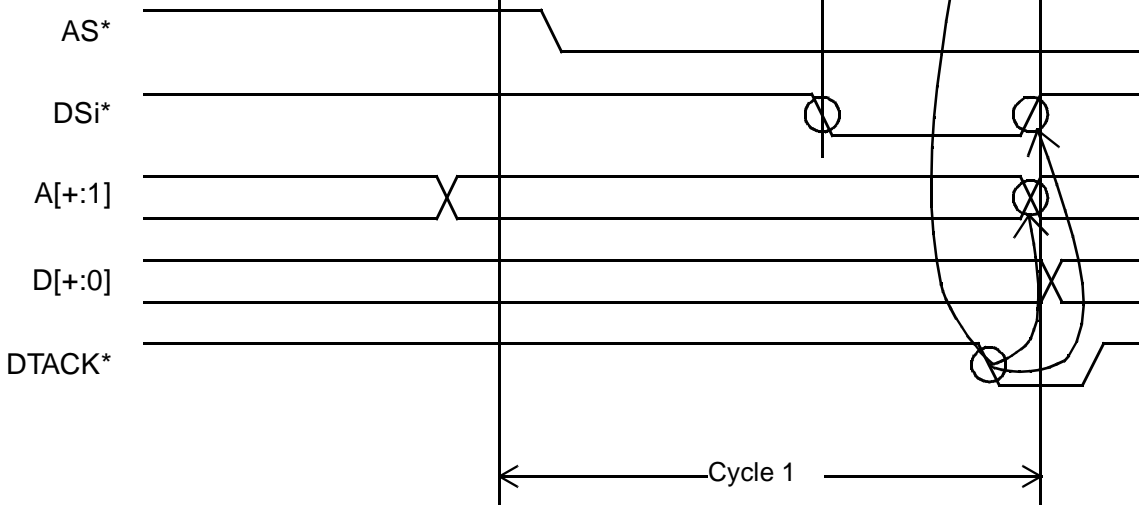 AS*
DSi*
A[+:1]
D[+:0]
DTACK*
Cycle 1